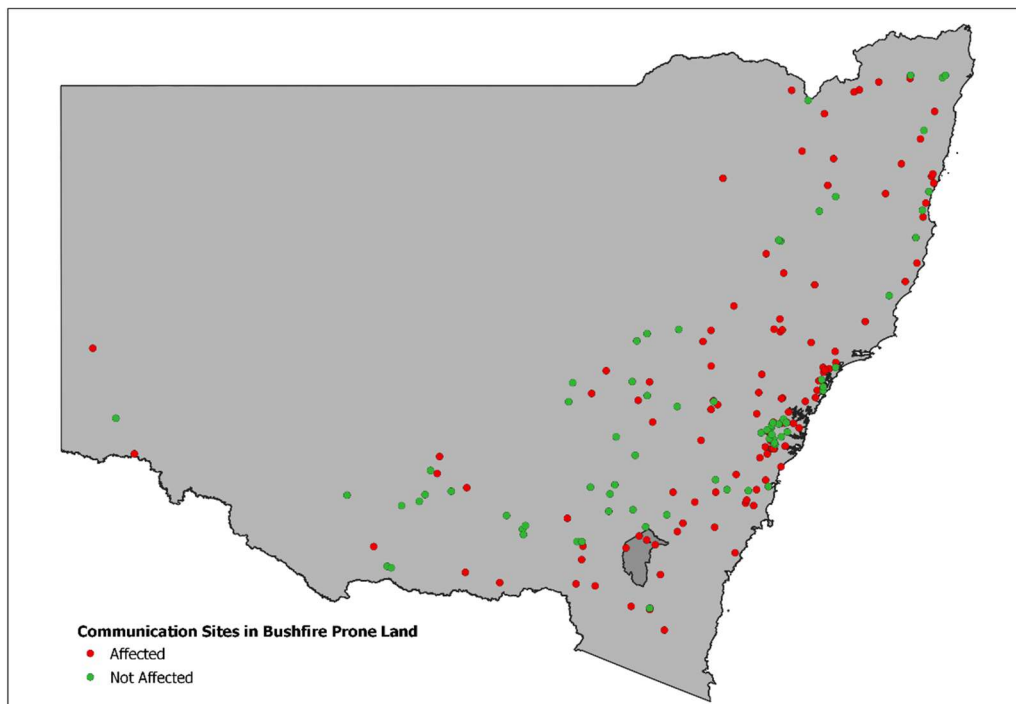 Communication Sites in Bushfire Prone Land
Affected
Not Affected